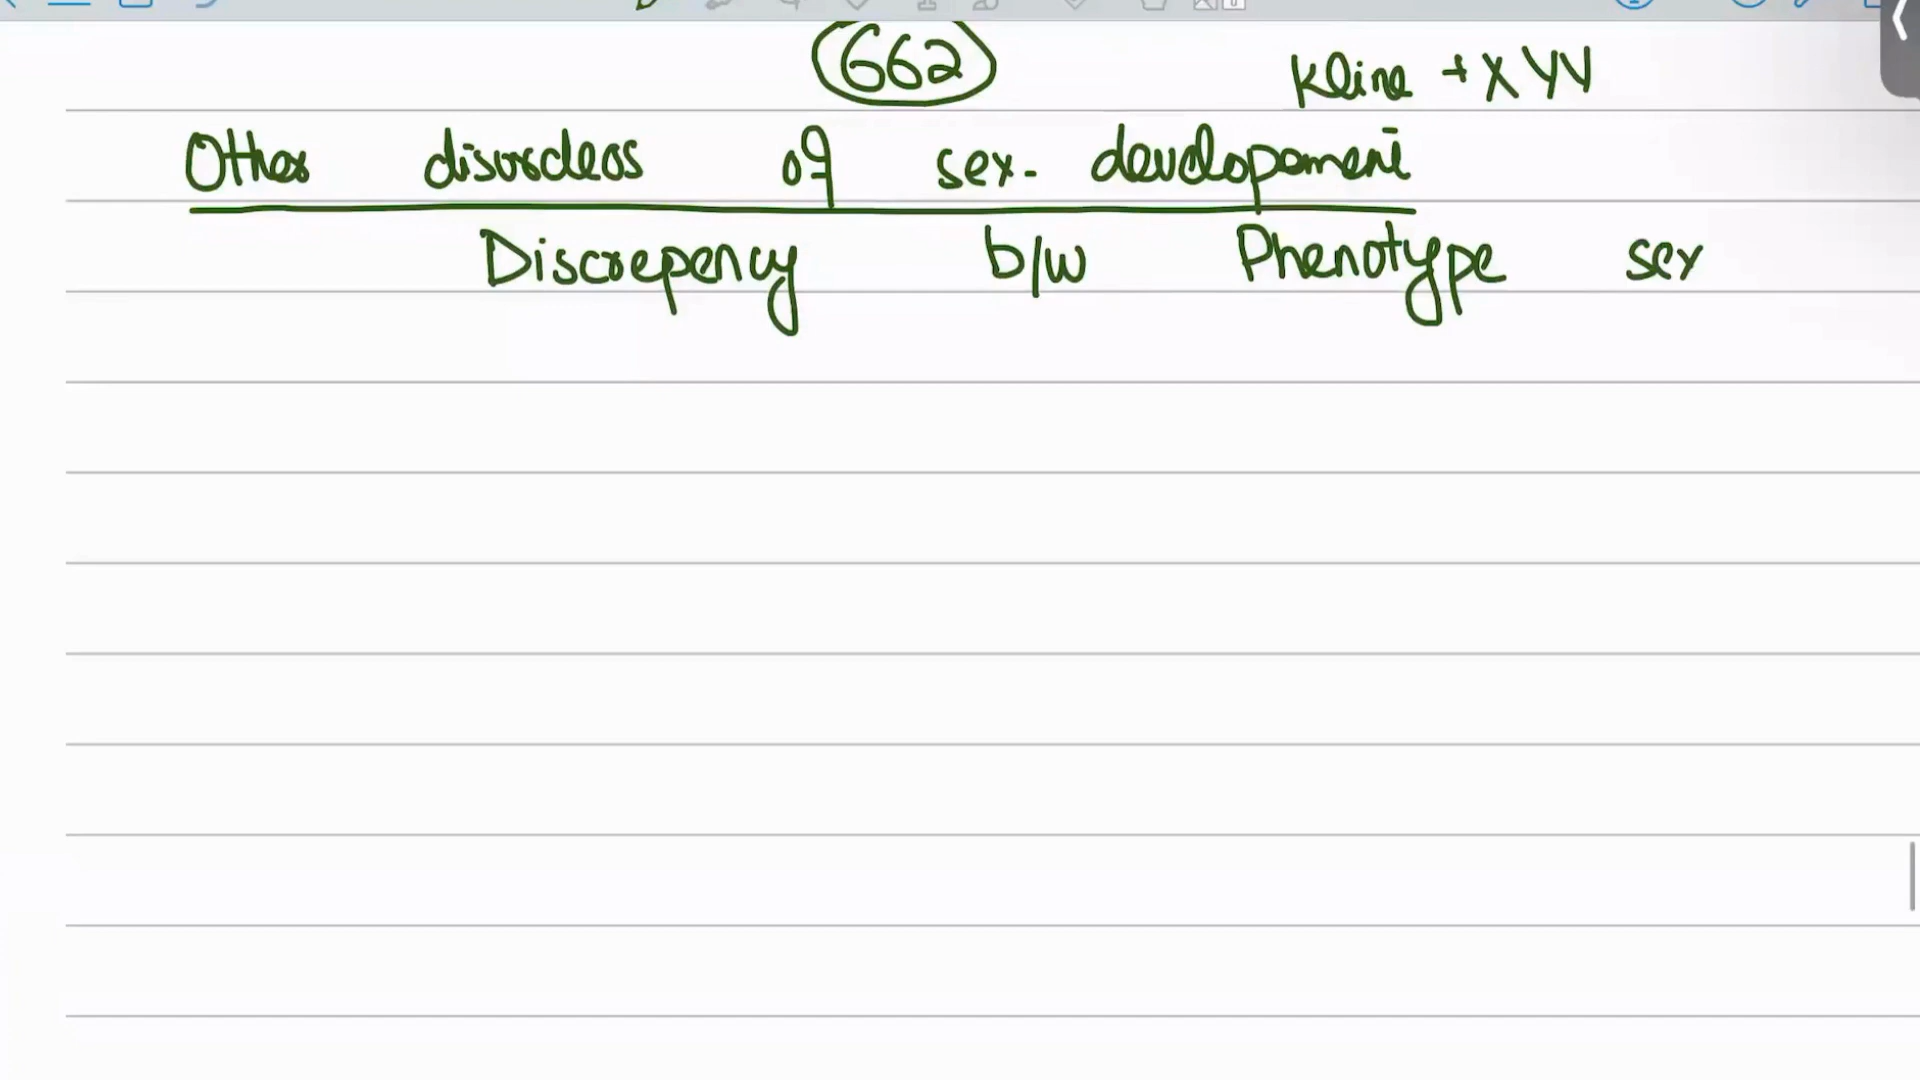 662
Kline + XYY
Other disorders of sex. development
Discrepency b/w Phenotype sex